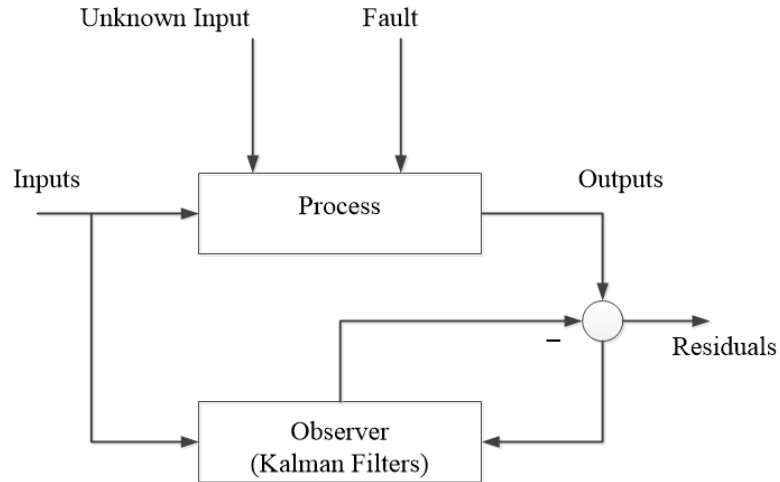 Unknown Input
Fault
Inputs
Process
Outputs
−
Residuals
Observer
(Kalman Filters)